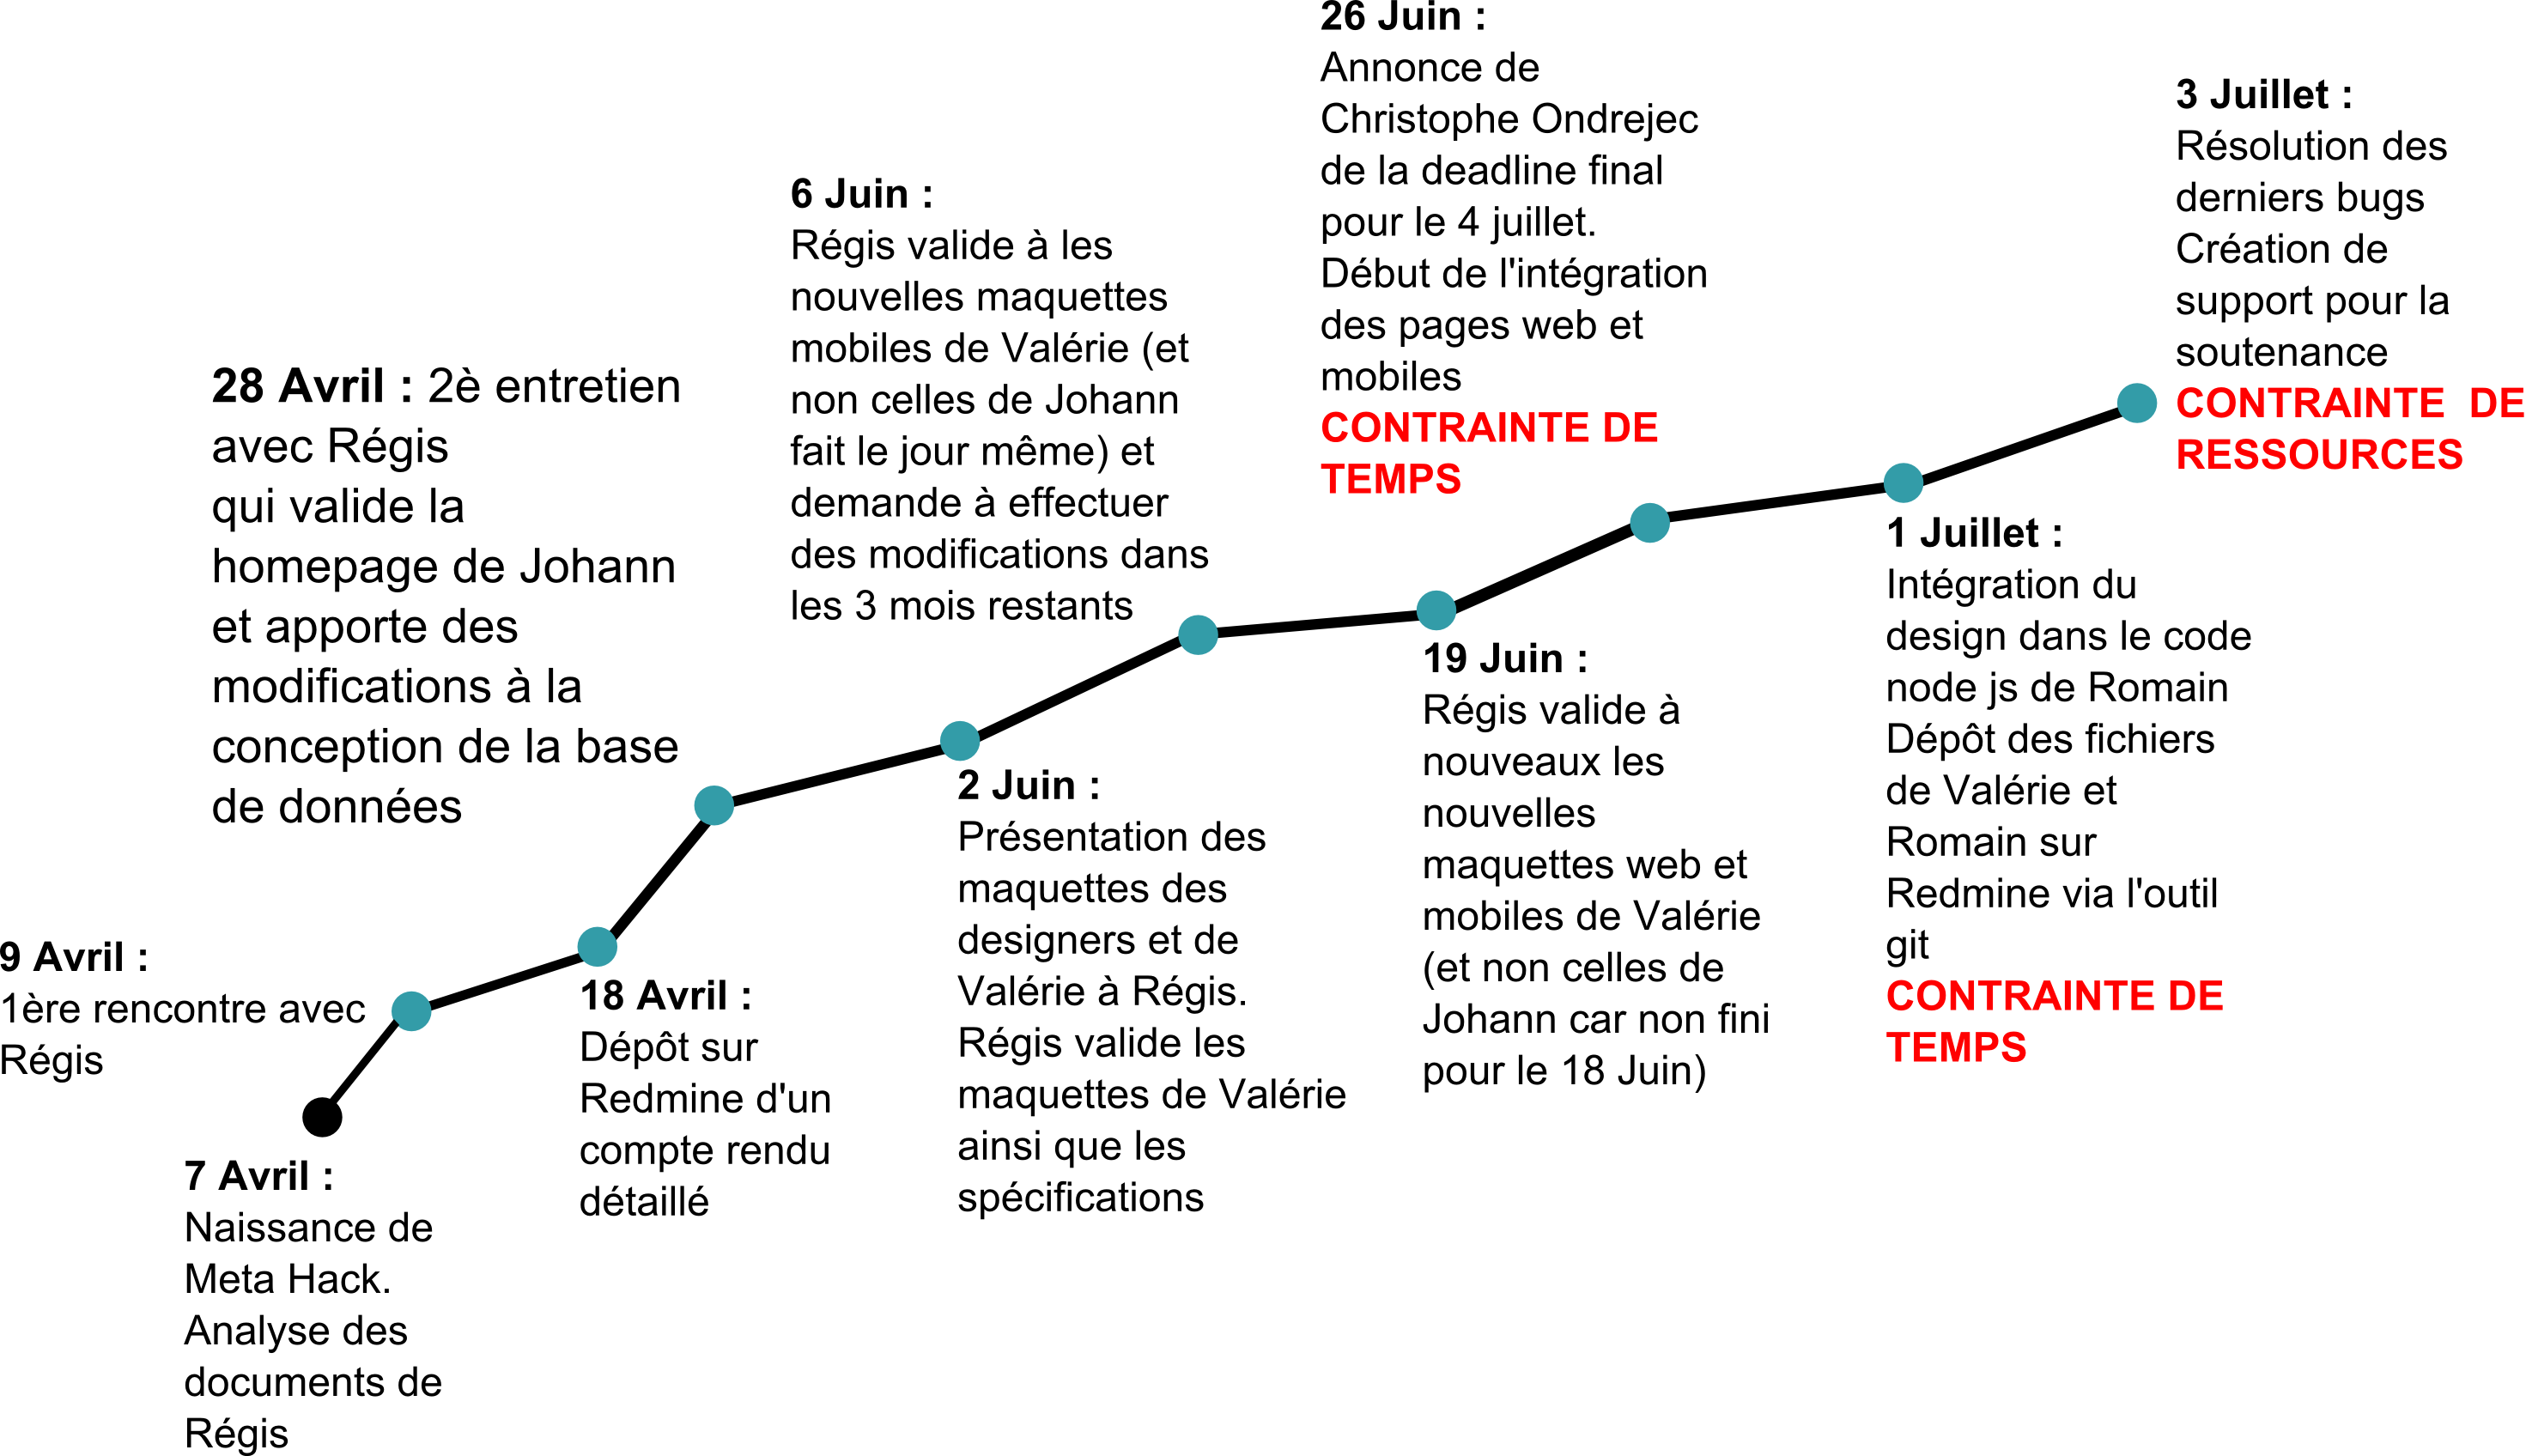 7 Avril :
Naissance de
Meta Hack.
Analyse des
documents de
Régis
9 Avril :
1ère rencontre avec
Régis
18 Avril :
Dépôt sur
Redmine d'un
compte rendu
détaillé
28 Avril : 2è entretien
avec Régis
qui valide la
homepage de Johann
et apporte des
modifications à la
conception de la base
de données
2 Juin :
Présentation des
maquettes des
designers et de
Valérie à Régis.
Régis valide les
maquettes de Valérie
ainsi que les
spécifications
6 Juin :
Régis valide à les
nouvelles maquettes
mobiles de Valérie (et
non celles de Johann
fait le jour même) et
demande à effectuer
des modifications dans
les 3 mois restants
19 Juin :
Régis valide à
nouveaux les
nouvelles
maquettes web et
mobiles de Valérie
(et non celles de
Johann car non fini
pour le 18 Juin)
26 Juin :
Annonce de
Christophe Ondrejec
de la deadline final
pour le 4 juillet.
Début de l'intégration
des pages web et
mobiles
CONTRAINTE DE
TEMPS
1 Juillet :
Intégration du
design dans le code
node js de Romain
Dépôt des fichiers
de Valérie et
Romain sur
Redmine via l'outil
git
CONTRAINTE DE
TEMPS
3 Juillet :
Résolution des
derniers bugs
Création de
support pour la
soutenance
CONTRAINTE DE
RESSOURCES